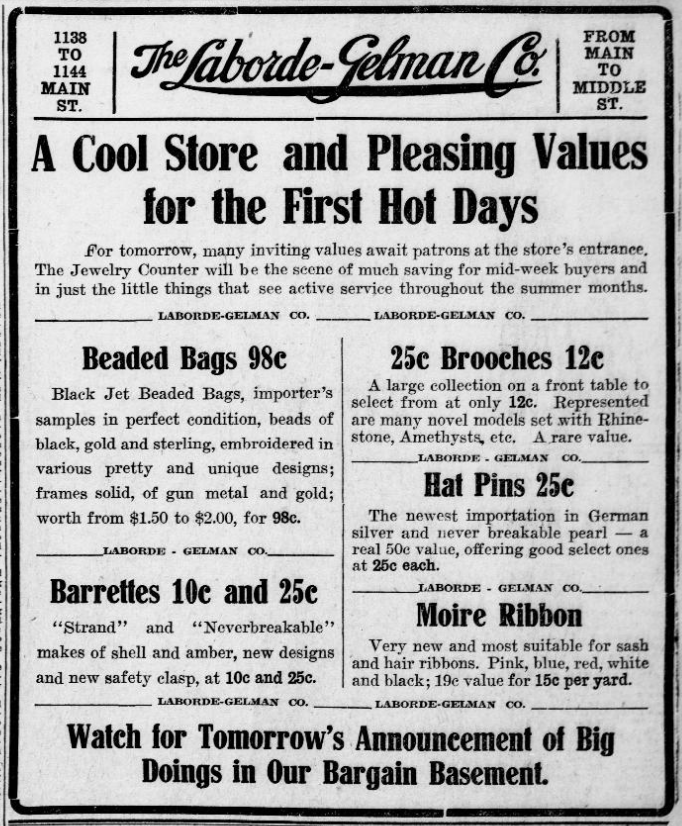 1138
TO
1144
MAIN
ST.
The Laborde-Gelman Co.
FROM
MAIN
TO
MIDDLE
ST.
A Cool Store and Pleasing Values
for the First Hot Days
For tomorrow, many inviting values await patrons at the store's entrance.
The Jewelry Counter will be the scene of much saving for mid-week buyers and
in just the little things that see active service throughout the summer months.
LABORDE-GELMAN CO. LABORDE-GELMAN CO.
Beaded Bags 98c
Black Jet Beaded Bags, importer's
samples in perfect condition, beads of
black, gold and sterling, embroidered in
various pretty and unique designs;
frames solid, of gun metal and gold;
worth from $1.50 to $2.00, for 98c.
LABORDE - GELMAN CO.
Barrettes 10c and 25c
"Strand" and "Neverbreakable"
makes of shell and amber, new designs
and new safety clasp, at 10c and 25c.
25c Brooches 12c
A large collection on a front table to
select from at only 12c. Represented
are many novel models set with Rhine-
stone, Amethysts, etc. A rare value.
LABORDE - GELMAN CO.
Hat Pins 25c
The newest importation in German
silver and never breakable pearl — a
real 50c value, offering good select ones
at 25c each.
LABORDE - GELMAN CO.
Moire Ribbon
Very new and most suitable for sash
and hair ribbons. Pink, blue, red, white
and black; 19c value for 15c per yard.
LABORDE-GELMAN CO. LABORDE-GELMAN CO.
Watch for Tomorrow's Announcement of Big
Doings in Our Bargain Basement.